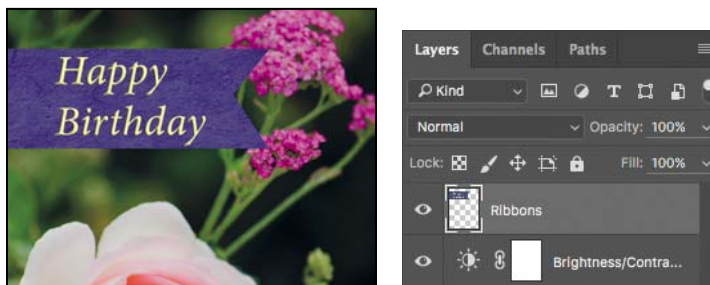 Happy
Birthday
Layers Channels Paths
Kind
Normal Opacity: 100%
Lock: Fill: 100%
Ribbons
Brightness/Contra...